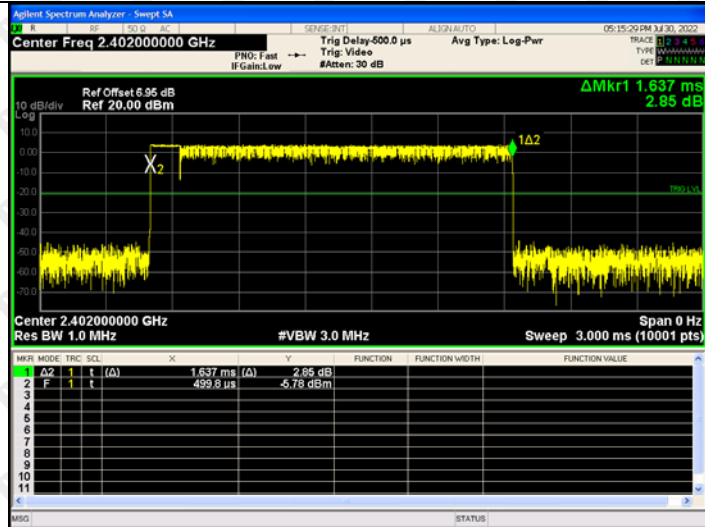 Agilent Spectrum Analyzer - Swept SA
R RF 50 Ω AC SENSE:INT ALIGN AUTO 05:15:29 PM Jul 30, 2022
Center Freq 2.402000000 GHz Trig Delay-500.0 µs Avg Type: Log-Pwr TRACE 1 2 3 4 5 6
PNO: Fast Trig: Video TYPE WWWWWW
IFGain:Low #Atten: 30 dB DET P N N N N N
ΔMkr1 1.637 ms
Ref Offset 6.95 dB
10 dB/div Ref 20.00 dBm 2.85 dB
Log
10.0
0.00
-10.0
-20.0
-30.0
-40.0
-50.0
-60.0
-70.0
1Δ2
X2
TRIG LVL
Center 2.402000000 GHz Span 0 Hz
Res BW 1.0 MHz #VBW 3.0 MHz Sweep 3.000 ms (10001 pts)
MKR MODE TRC SCL X Y FUNCTION FUNCTION WIDTH FUNCTION VALUE
1 Δ2 1 t (Δ) 1.637 ms (Δ) 2.85 dB
2 F 1 t 499.8 µs -5.78 dBm
3
4
5
6
7
8
9
10
11
MSG STATUS